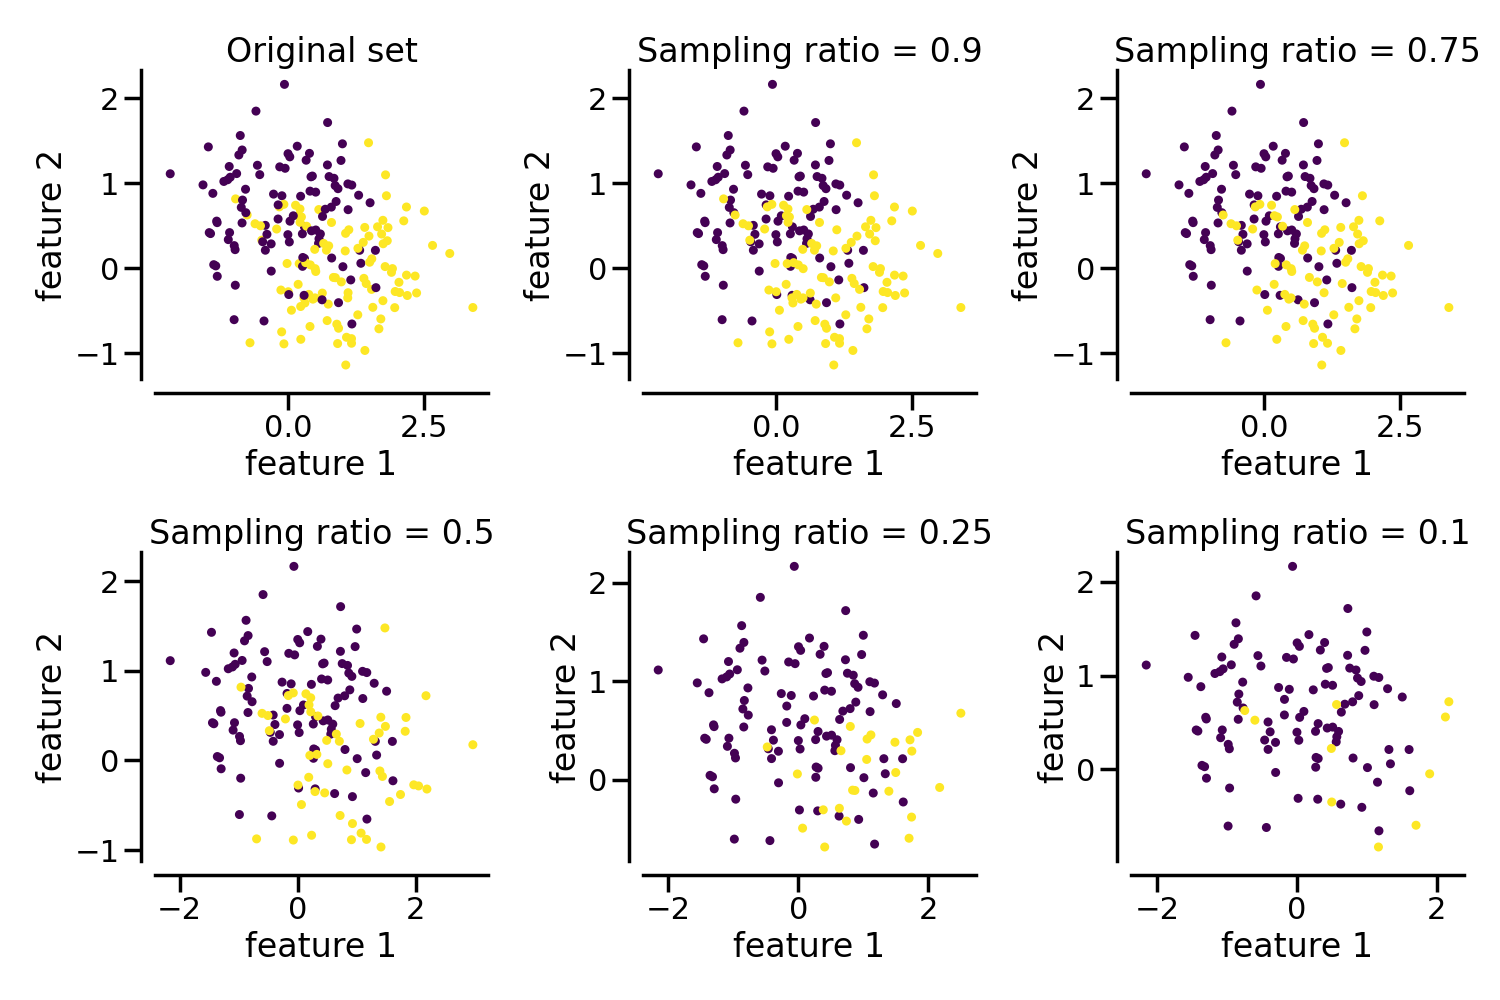 Original set
2
1
0
−1
feature 2
0.0 2.5
feature 1
Sampling ratio = 0.9
2
1
0
−1
feature 2
0.0 2.5
feature 1
Sampling ratio = 0.75
2
1
0
−1
feature 2
0.0 2.5
feature 1
Sampling ratio = 0.5
2
1
0
−1
feature 2
−2 0 2
feature 1
Sampling ratio = 0.25
2
1
0
feature 2
−2 0 2
feature 1
Sampling ratio = 0.1
2
1
0
feature 2
−2 0 2
feature 1